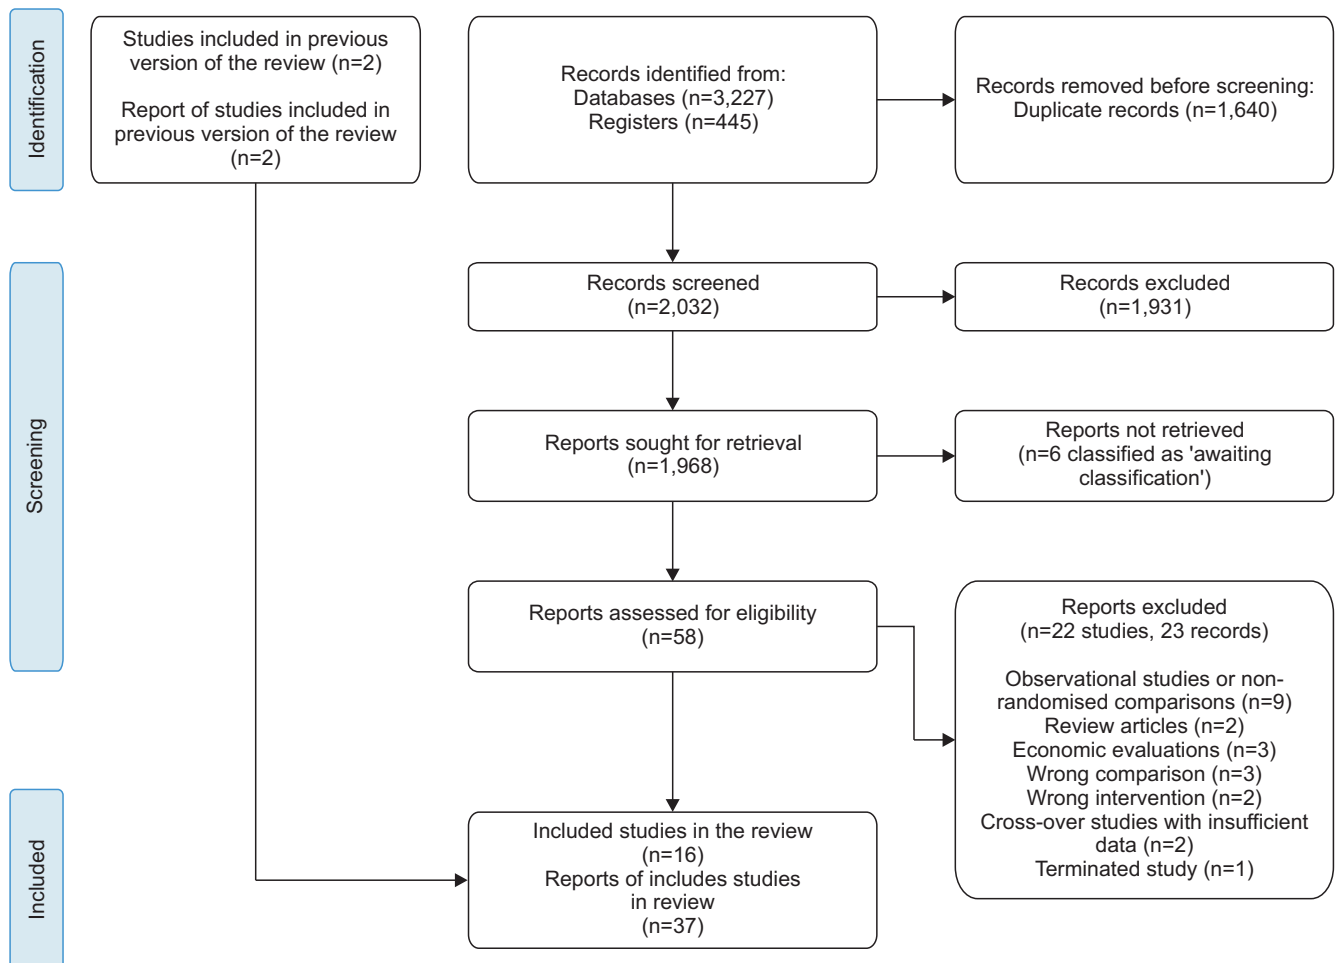 Identification
Studies included in previous
version of the review (n=2)
Report of studies included in
previous version of the review
(n=2)
Records identified from:
Databases (n=3,227)
Registers (n=445)
Records removed before screening:
Duplicate records (n=1,640)
Screening
Records screened
(n=2,032)
Records excluded
(n=1,931)
Reports sought for retrieval
(n=1,968)
Reports not retrieved
(n=6 classified as 'awaiting
classification')
Reports assessed for eligibility
(n=58)
Reports excluded
(n=22 studies, 23 records)
Observational studies or non-
randomised comparisons (n=9)
Review articles (n=2)
Economic evaluations (n=3)
Wrong comparison (n=3)
Wrong intervention (n=2)
Cross-over studies with insufficient
data (n=2)
Terminated study (n=1)
Included
Included studies in the review
(n=16)
Reports of includes studies
in review
(n=37)